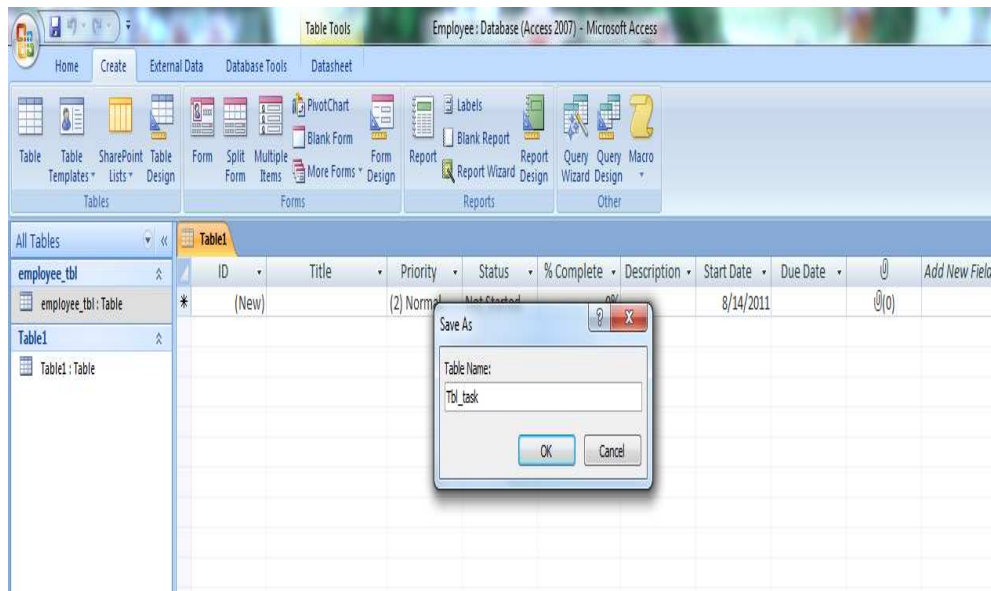 Table Tools Employee : Database (Access 2007) - Microsoft Access
Home Create External Data Database Tools Datasheet
Table
Table Templates
SharePoint Lists
Table Design
Tables
Form
Split Form
Multiple Items
PivotChart
Blank Form
More Forms
Form Design
Forms
Report
Labels
Blank Report
Report Wizard
Report Design
Reports
Query Wizard
Query Design
Macro
Other
All Tables
employee_tbl
employee_tbl : Table
Table1
Table1 : Table
Table1
ID Title Priority Status % Complete Description Start Date Due Date Add New Field
* (New) (2) Normal Not Started 0% 8/14/2011 (0)
Save As
Table Name:
Tbl_task
OK Cancel